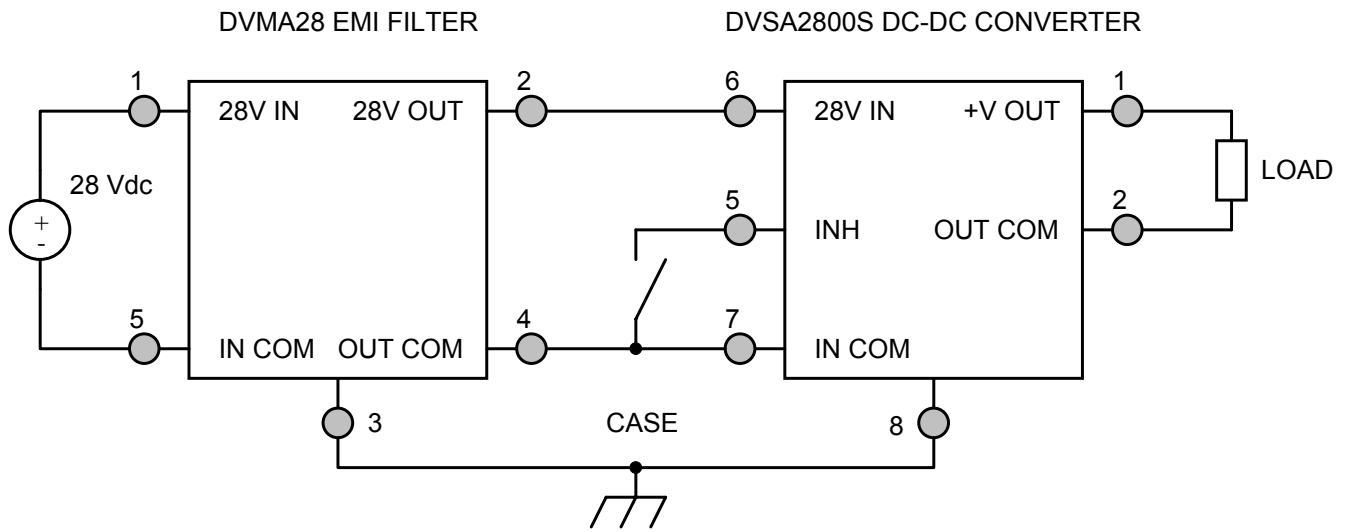 DVMA28 EMI FILTER
DVSA2800S DC-DC CONVERTER
1
2
6
1
28V IN
28V OUT
28V IN
+V OUT
28 Vdc
LOAD
+
-
5
2
INH
OUT COM
5
4
7
IN COM
OUT COM
IN COM
3
CASE
8